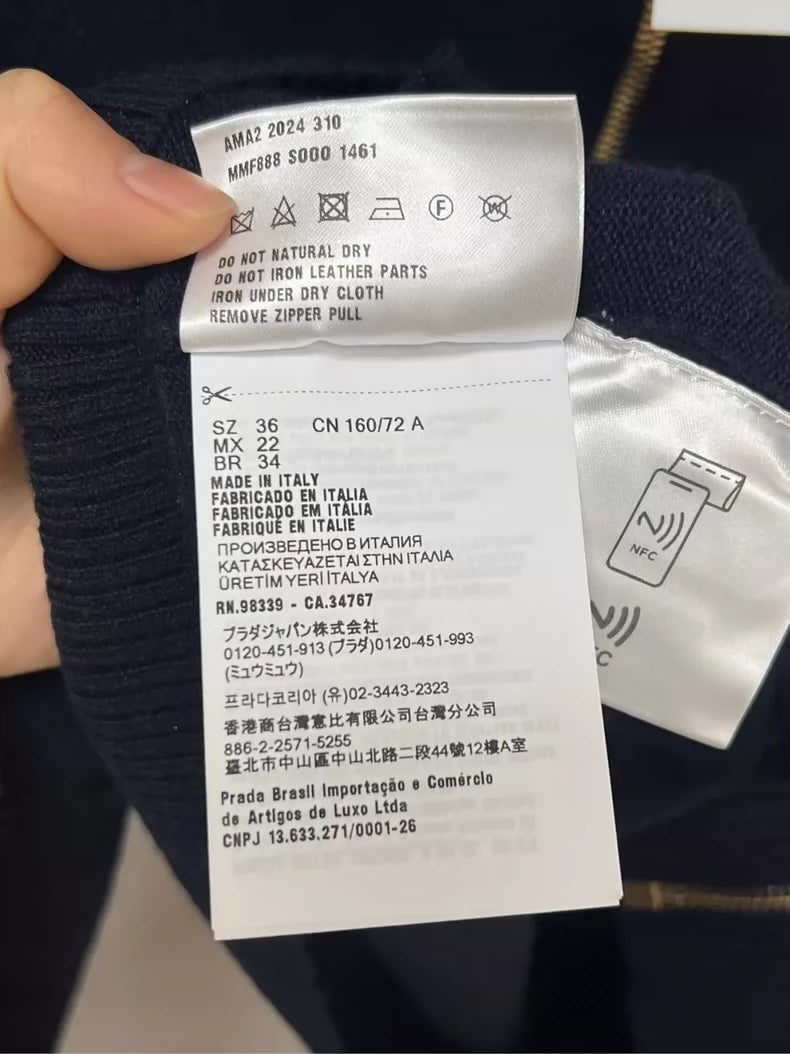 AMA2 2024 310
MMF888 S000 1461
F
W
DO NOT NATURAL DRY
DO NOT IRON LEATHER PARTS
IRON UNDER DRY CLOTH
REMOVE ZIPPER PULL
SZ 36 CN 160/72 A
MX 22
BR 34
MADE IN ITALY
FABRICADO EN ITALIA
FABRICADO EM ITÁLIA
FABRIQUÉ EN ITALIE
ПРОИЗВЕДЕНО В ИТАЛИЯ
ΚΑΤΑΣΚΕΥΑΖΕΤΑΙ ΣΤΗΝ ΙΤΑΛΙΑ
ÜRETİM YERİ İTALYA
RN.98339 - CA.34767
プラダジャパン株式会社
0120-451-913 (プラダ)0120-451-993
(ミュウミュウ)
프라다코리아 (유)02-3443-2323
香港商台灣意比有限公司台灣分公司
886-2-2571-5255
臺北市中山區中山北路二段44號12樓A室
Prada Brasil Importação e Comércio
de Artigos de Luxo Ltda
CNPJ 13.633.271/0001-26
NFC